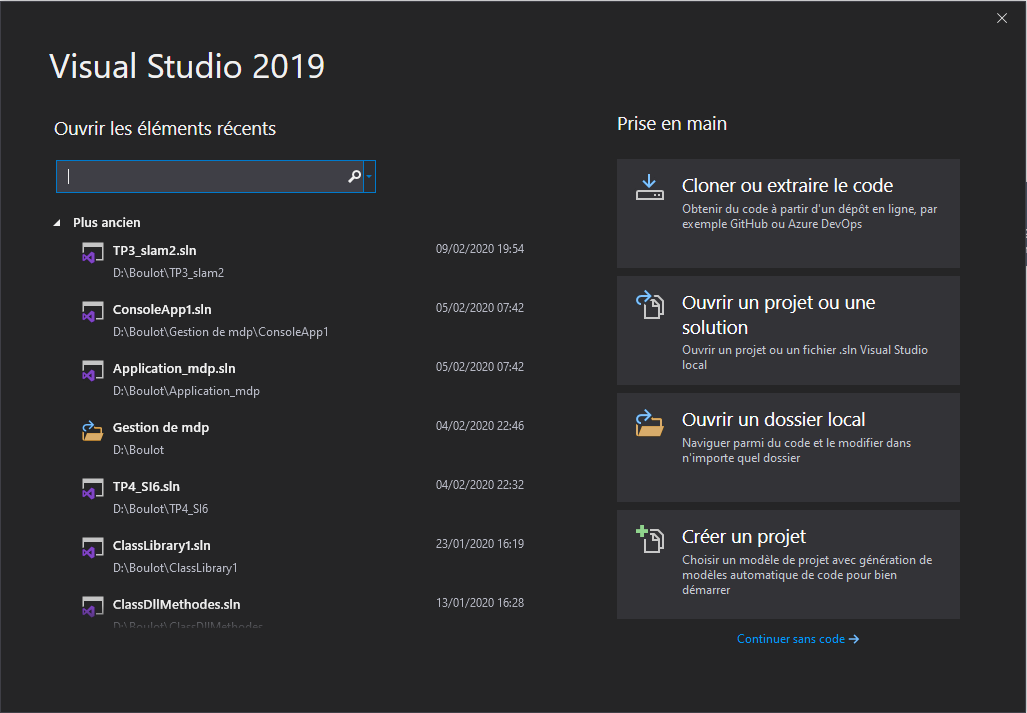 Visual Studio 2019
Ouvrir les éléments récents
Plus ancien
TP3_slam2.sln 09/02/2020 19:54
D:\Boulot\TP3_slam2
ConsoleApp1.sln 05/02/2020 07:42
D:\Boulot\Gestion de mdp\ConsoleApp1
Application_mdp.sln 05/02/2020 07:42
D:\Boulot\Application_mdp
Gestion de mdp 04/02/2020 22:46
D:\Boulot
TP4_SI6.sln 04/02/2020 22:32
D:\Boulot\TP4_SI6
ClassLibrary1.sln 23/01/2020 16:19
D:\Boulot\ClassLibrary1
ClassDllMethodes.sln 13/01/2020 16:28
D:\Boulot\ClassDllMethodes
Prise en main
Cloner ou extraire le code
Obtenir du code à partir d'un dépôt en ligne, par
exemple GitHub ou Azure DevOps
Ouvrir un projet ou une
solution
Ouvrir un projet ou un fichier .sln Visual Studio
local
Ouvrir un dossier local
Naviguer parmi du code et le modifier dans
n'importe quel dossier
Créer un projet
Choisir un modèle de projet avec génération de
modèles automatique de code pour bien
démarrer
Continuer sans code →